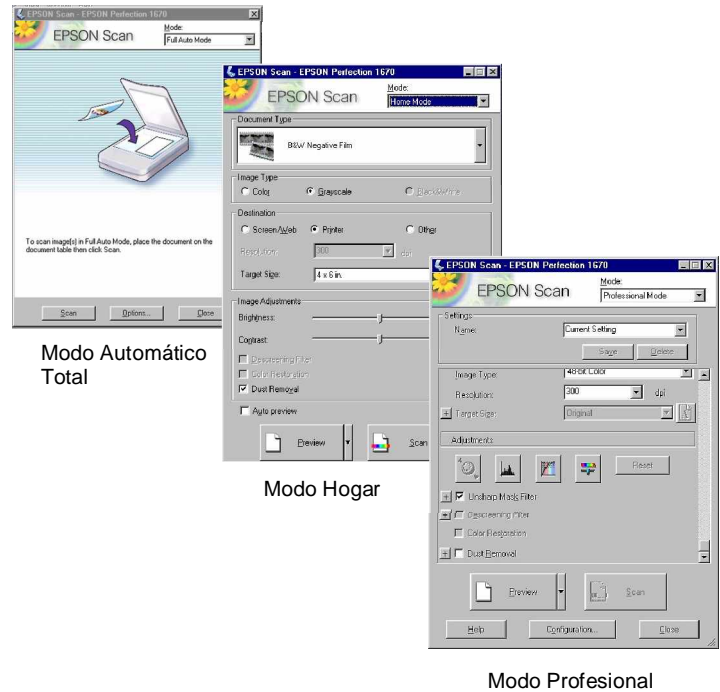 EPSON Scan - EPSON Perfection 1670
EPSON Scan
Mode:
Full Auto Mode
To scan image(s) in Full Auto Mode, place the document on the
document table then click Scan.
Scan
Options...
Close
Modo Automático
Total
EPSON Scan - EPSON Perfection 1670
EPSON Scan
Mode:
Home Mode
Document Type
B&W Negative Film
Image Type
Color
Grayscale
Black&White
Destination
Screen/Web
Printer
Other
Resolution:
300
dpi
Target Size:
4 x 6 in.
Image Adjustments
Brightness:
Contrast:
Descreening Filter
Color Restoration
Dust Removal
Auto preview
Preview
Scan
Modo Hogar
EPSON Scan - EPSON Perfection 1670
EPSON Scan
Mode:
Professional Mode
Settings
Name:
Current Setting
Save
Delete
Image Type:
48-bit Color
Resolution:
300
dpi
Target Size:
Original
Adjustments
Reset
Unsharp Mask Filter
Descreening Filter
Color Restoration
Dust Removal
Preview
Scan
Help
Configuration...
Close
Modo Profesional